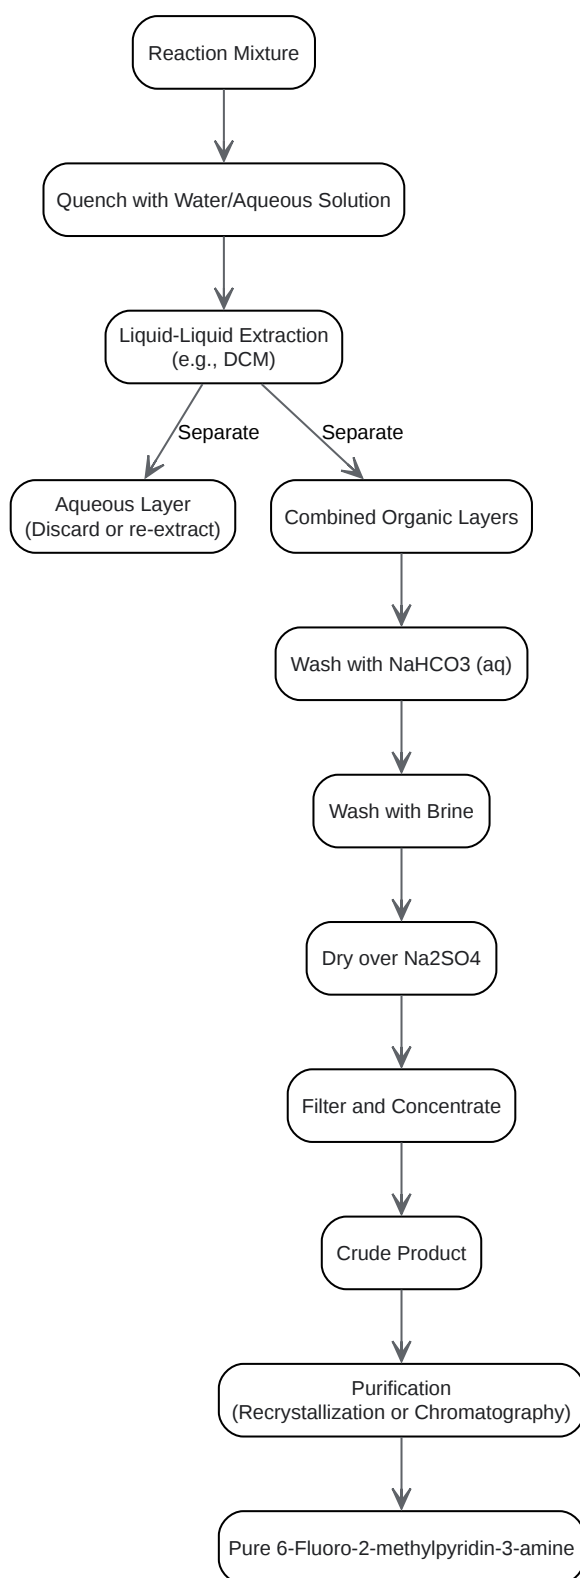 Reaction Mixture
Quench with Water/Aqueous Solution
Liquid-Liquid Extraction
(e.g., DCM)
Separate
Separate
Aqueous Layer
(Discard or re-extract)
Combined Organic Layers
Wash with NaHCO3 (aq)
Wash with Brine
Dry over Na2SO4
Filter and Concentrate
Crude Product
Purification
(Recrystallization or Chromatography)
Pure 6-Fluoro-2-methylpyridin-3-amine